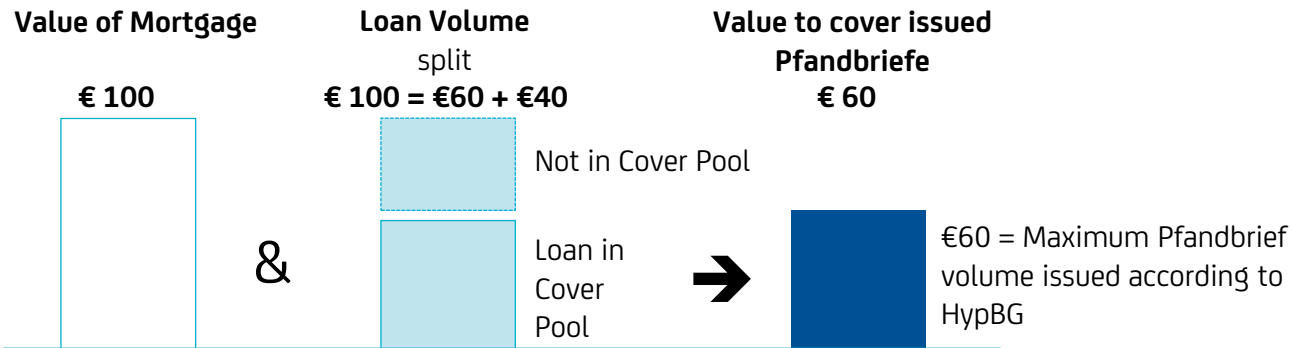 Value of Mortgage
€ 100
Loan Volume
split
€ 100 = €60 + €40
Value to cover issued
Pfandbriefe
€ 60
Not in Cover Pool
&
Loan in
Cover
Pool
➔
€60 = Maximum Pfandbrief
volume issued according to
HypBG